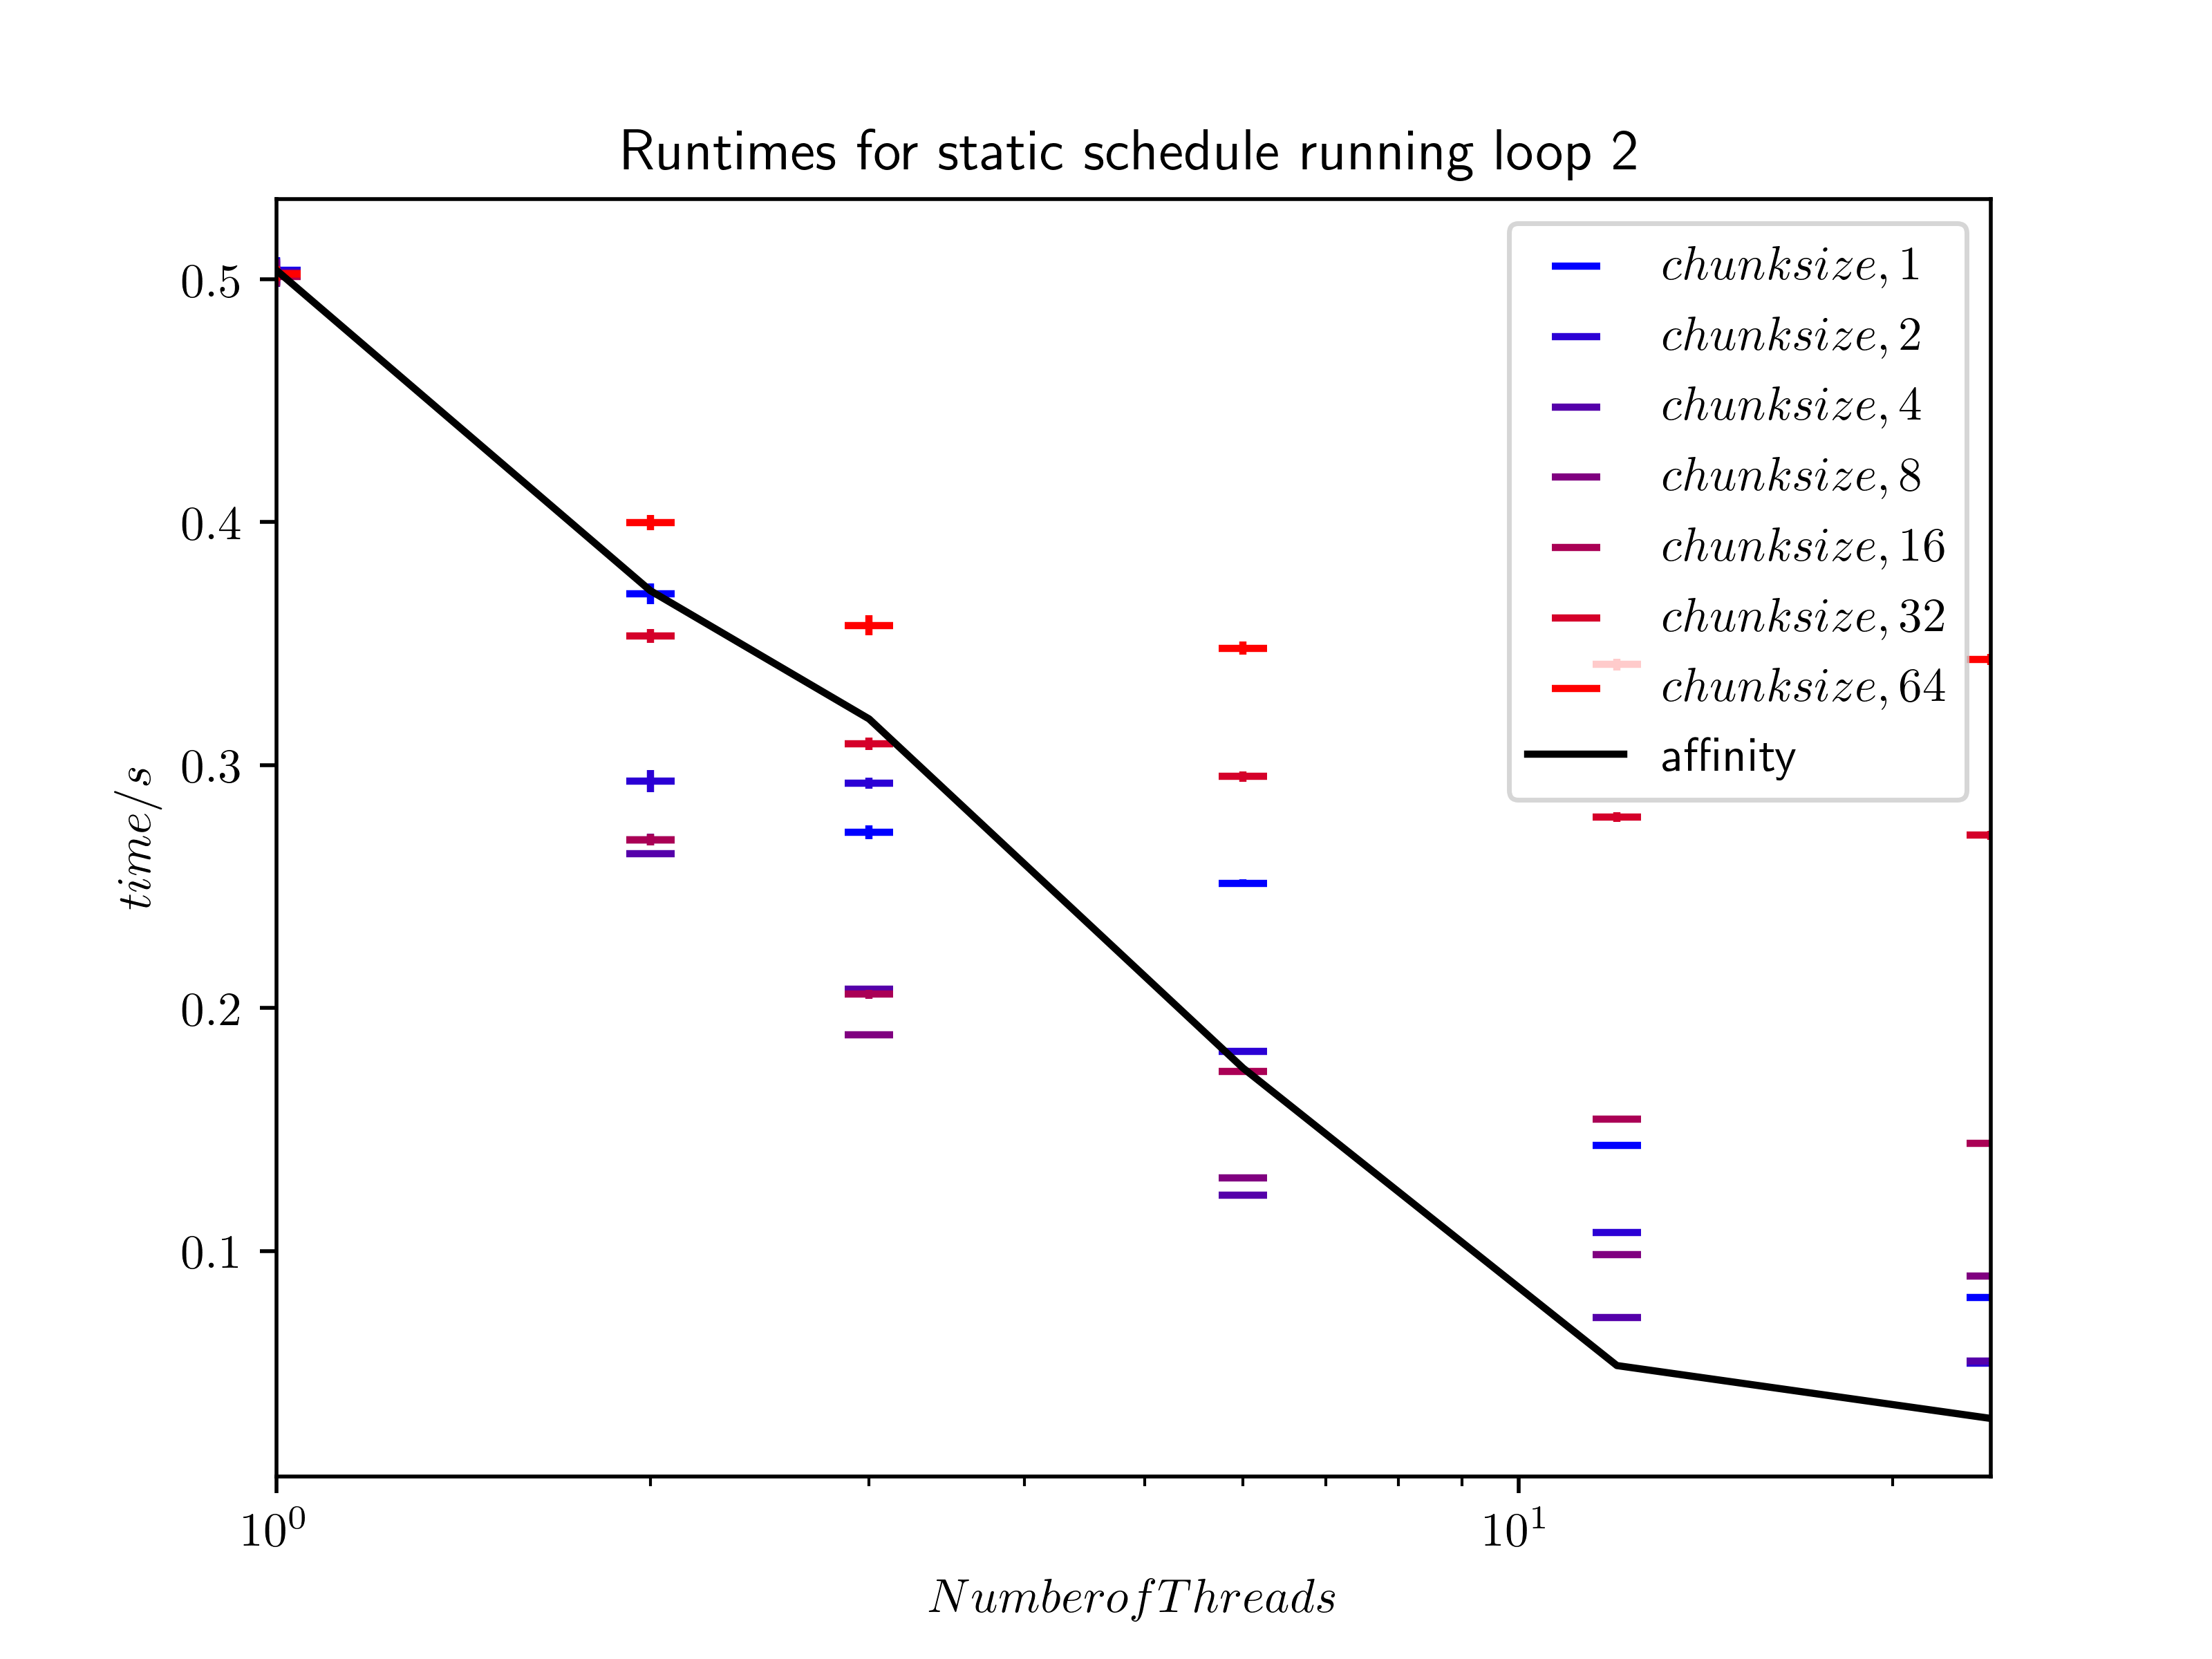 Runtimes for static schedule running loop 2
0.5
0.4
0.3
0.2
0.1
time/s
10^0
10^1
NumberofThreads
chunksize, 1
chunksize, 2
chunksize, 4
chunksize, 8
chunksize, 16
chunksize, 32
chunksize, 64
affinity